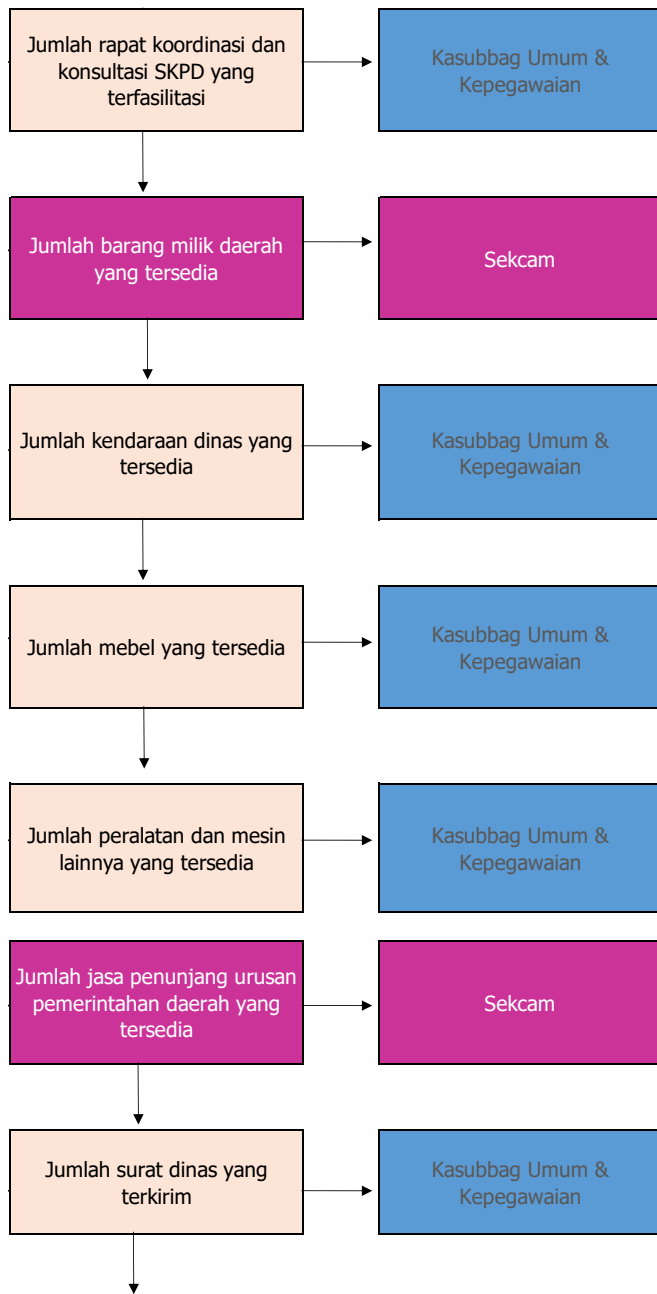 Jumlah rapat koordinasi dan
konsultasi SKPD yang
terfasilitasi
Kasubbag Umum &
Kepegawaian
Jumlah barang milik daerah
yang tersedia
Sekcam
Jumlah kendaraan dinas yang
tersedia
Kasubbag Umum &
Kepegawaian
Jumlah mebel yang tersedia
Kasubbag Umum &
Kepegawaian
Jumlah peralatan dan mesin
lainnya yang tersedia
Kasubbag Umum &
Kepegawaian
Jumlah jasa penunjang urusan
pemerintahan daerah yang
tersedia
Sekcam
Jumlah surat dinas yang
terkirim
Kasubbag Umum &
Kepegawaian